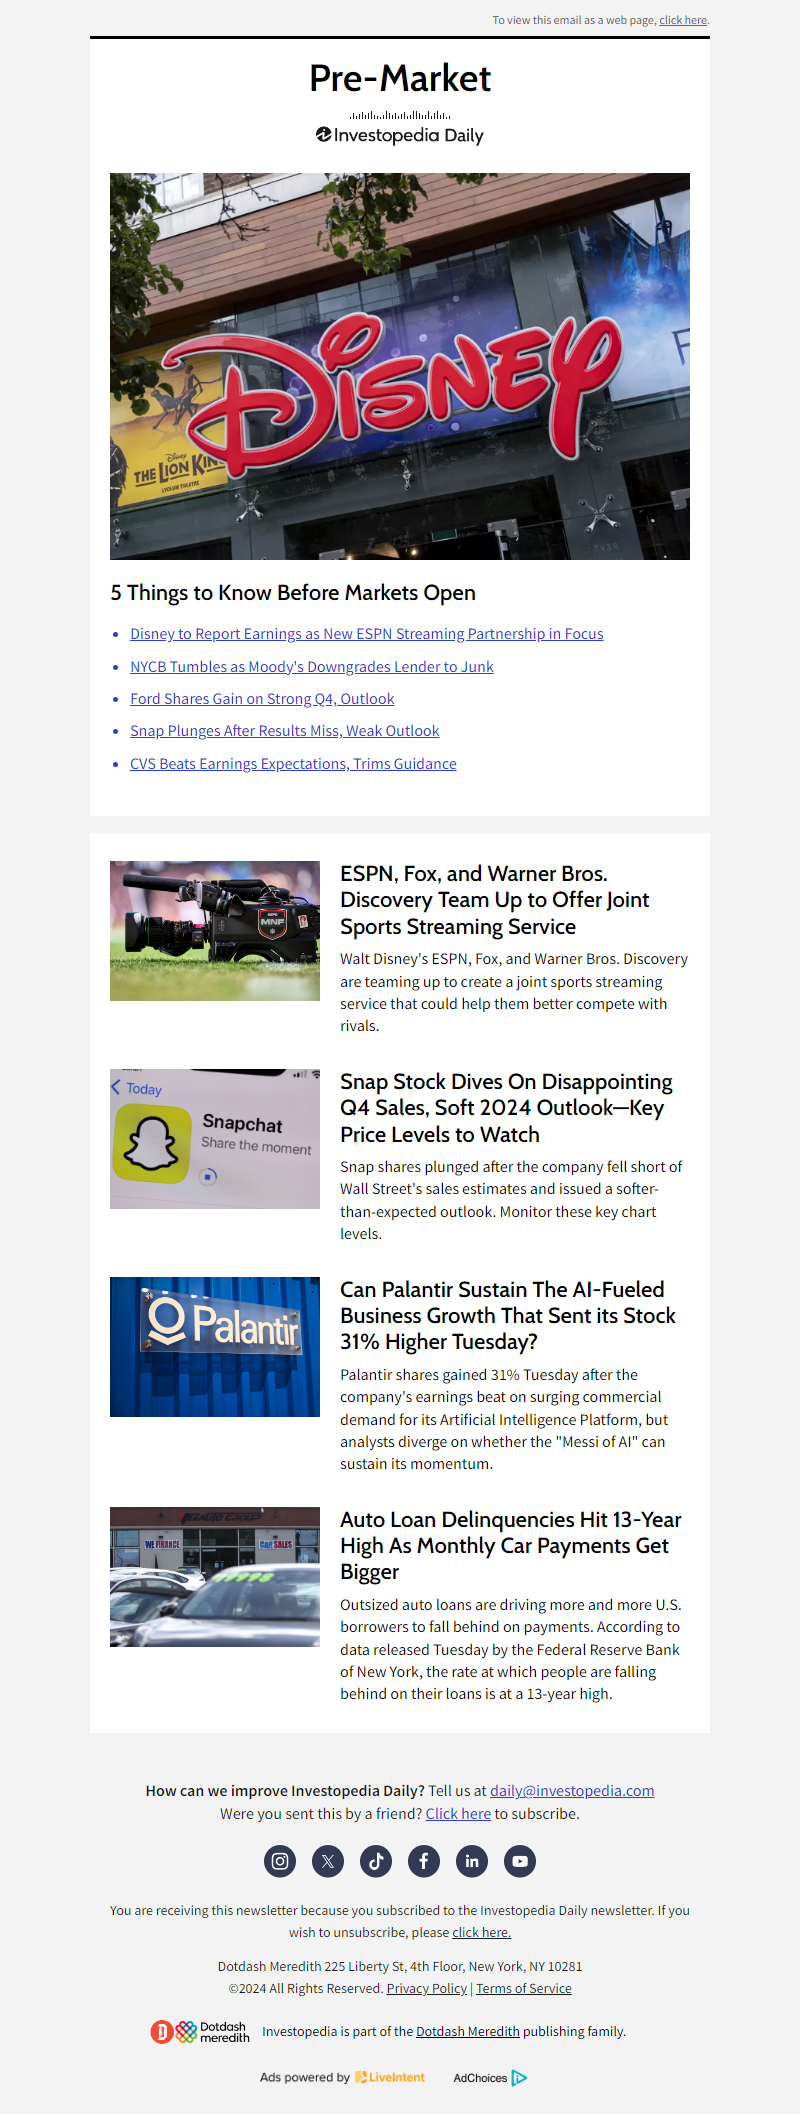 To view this email as a web page, click here.
Pre-Market
Investopedia Daily
DISNEY
Disney
THE LION KIN
LYCEUM THEATRE
F
5 Things to Know Before Markets Open
Disney to Report Earnings as New ESPN Streaming Partnership in Focus
NYCB Tumbles as Moody's Downgrades Lender to Junk
Ford Shares Gain on Strong Q4, Outlook
Snap Plunges After Results Miss, Weak Outlook
CVS Beats Earnings Expectations, Trims Guidance
MNF
ESPN, Fox, and Warner Bros.
Discovery Team Up to Offer Joint
Sports Streaming Service
Walt Disney's ESPN, Fox, and Warner Bros. Discovery
are teaming up to create a joint sports streaming
service that could help them better compete with
rivals.
Today
Snapchat
Share the moment
Snap Stock Dives On Disappointing
Q4 Sales, Soft 2024 Outlook—Key
Price Levels to Watch
Snap shares plunged after the company fell short of
Wall Street's sales estimates and issued a softer-
than-expected outlook. Monitor these key chart
levels.
Palantir
Can Palantir Sustain The AI-Fueled
Business Growth That Sent its Stock
31% Higher Tuesday?
Palantir shares gained 31% Tuesday after the
company's earnings beat on surging commercial
demand for its Artificial Intelligence Platform, but
analysts diverge on whether the "Messi of AI" can
sustain its momentum.
AUTO GROUP
WE FINANCE
CAR SALES
Auto Loan Delinquencies Hit 13-Year
High As Monthly Car Payments Get
Bigger
Outsized auto loans are driving more and more U.S.
borrowers to fall behind on payments. According to
data released Tuesday by the Federal Reserve Bank
of New York, the rate at which people are falling
behind on their loans is at a 13-year high.
How can we improve Investopedia Daily? Tell us at daily@investopedia.com
Were you sent this by a friend? Click here to subscribe.
You are receiving this newsletter because you subscribed to the Investopedia Daily newsletter. If you
wish to unsubscribe, please click here.
Dotdash Meredith 225 Liberty St, 4th Floor, New York, NY 10281
©2024 All Rights Reserved. Privacy Policy | Terms of Service
Dotdash
meredith
Investopedia is part of the Dotdash Meredith publishing family.
Ads powered by LiveIntent
AdChoices